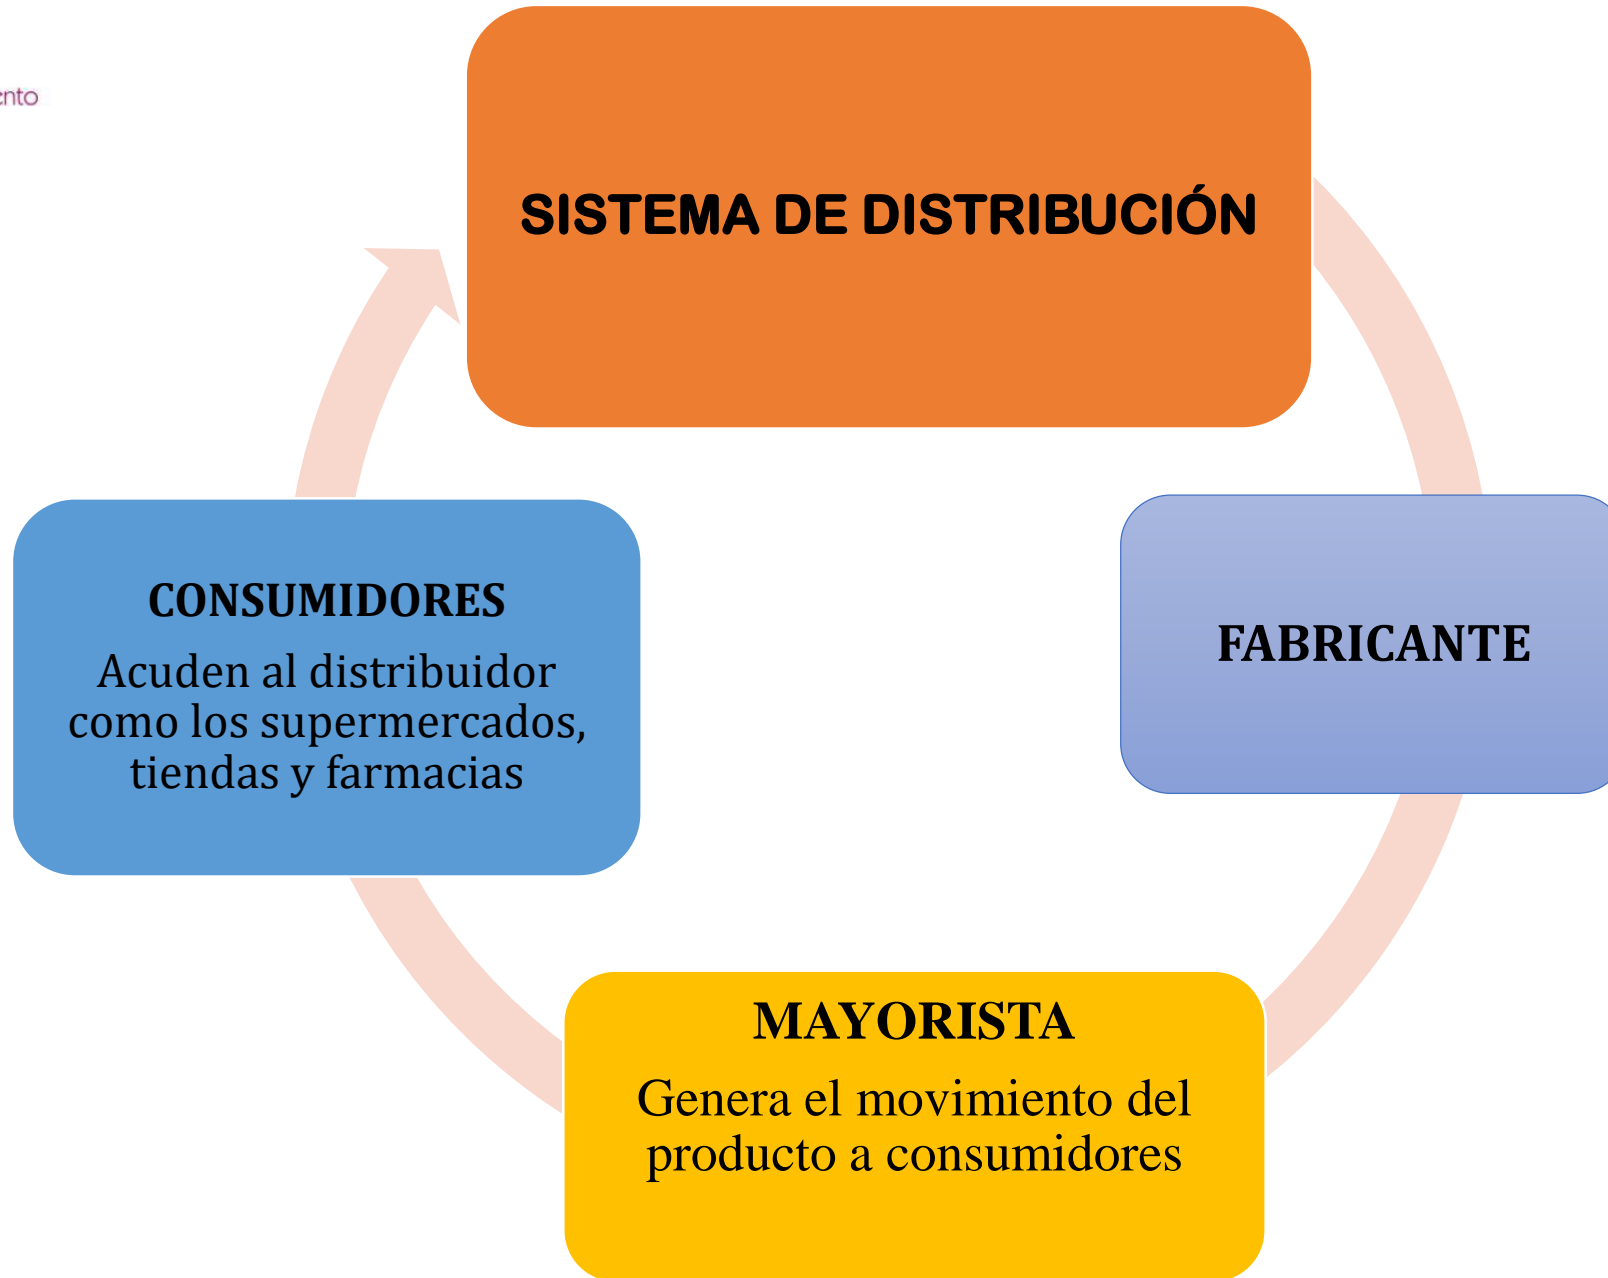 SISTEMA DE DISTRIBUCIÓN
FABRICANTE
MAYORISTA
Genera el movimiento del
producto a consumidores
CONSUMIDORES
Acuden al distribuidor
como los supermercados,
tiendas y farmacias